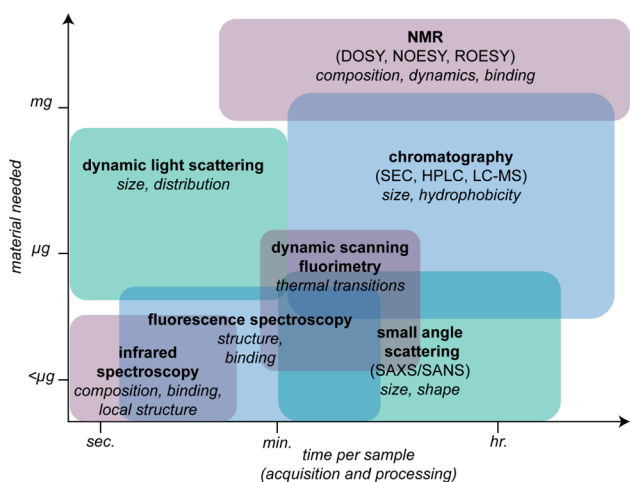 NMR
(DOSY, NOESY, ROESY)
composition, dynamics, binding
mg
dynamic light scattering
size, distribution
chromatography
(SEC, HPLC, LC-MS)
size, hydrophobicity
material needed
µg
dynamic scanning
fluorimetry
thermal transitions
fluorescence spectroscopy
structure,
binding
small angle
scattering
(SAXS/SANS)
size, shape
infrared
spectroscopy
composition, binding,
local structure
<µg
sec.
min.
hr.
time per sample
(acquisition and processing)